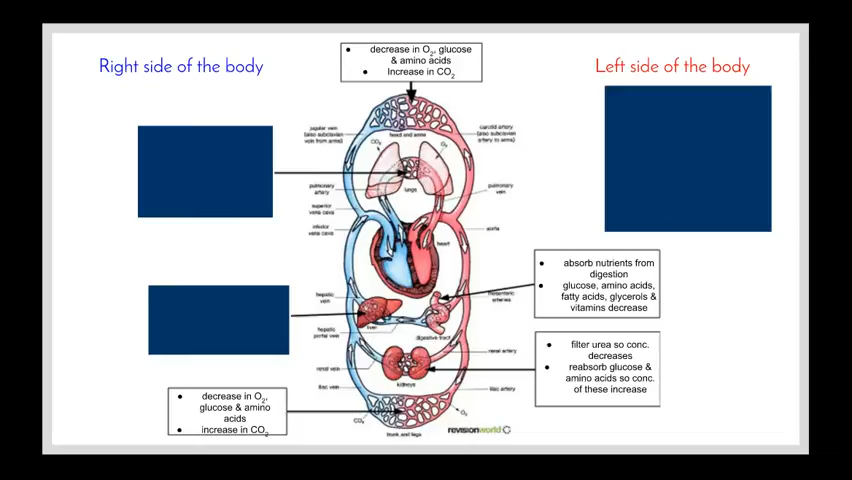 ● decrease in O2, glucose
& amino acids
● Increase in CO2
Right side of the body
Left side of the body
jugular vein
(also subclavian
vein from arms)
head and arms
carotid artery
(also subclavian
artery to arms)
CO2
O2
lungs
pulmonary
artery
pulmonary
vein
superior
vena cava
inferior
vena cava
aorta
heart
● absorb nutrients from
digestion
● glucose, amino acids,
fatty acids, glycerols &
vitamins decrease
hepatic
vein
mesenteric
arteries
liver
hepatic
portal vein
digestive tract
● filter urea so conc.
decreases
● reabsorb glucose &
amino acids so conc.
of these increase
renal artery
renal vein
kidneys
iliac vein
iliac artery
● decrease in O2,
glucose & amino
acids
● increase in CO2
CO2
O2
trunk and legs
revisionworld